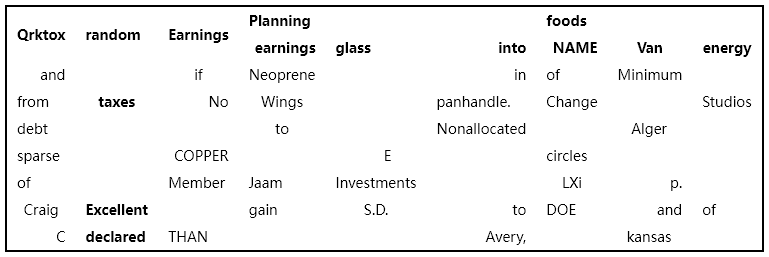 Planning foods
Qrktox random Earnings
earnings glass into NAME Van energy
and if Neoprene in of Minimum
from taxes No Wings panhandle. Change Studios
debt to Nonallocated Alger
sparse COPPER E circles
of Member Jaam Investments LXi p.
Craig Excellent gain S.D. to DOE and of
C declared THAN Avery, kansas